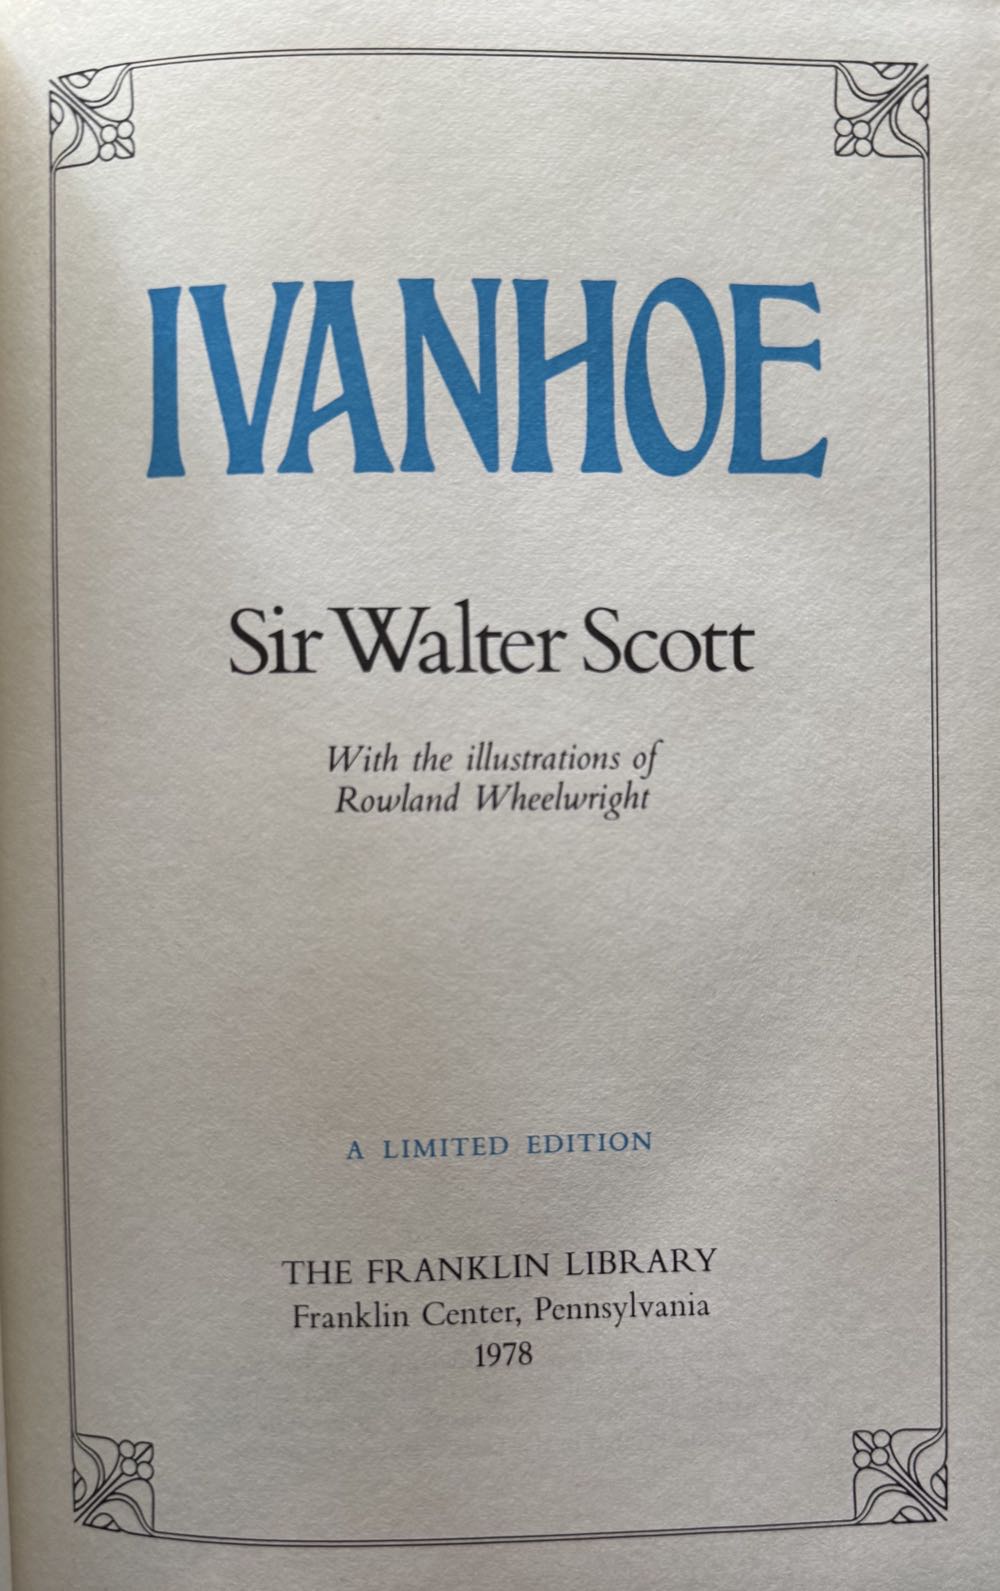 IVANHOE
Sir Walter Scott
With the illustrations of
Rowland Wheelwright
A LIMITED EDITION
THE FRANKLIN LIBRARY
Franklin Center, Pennsylvania
1978